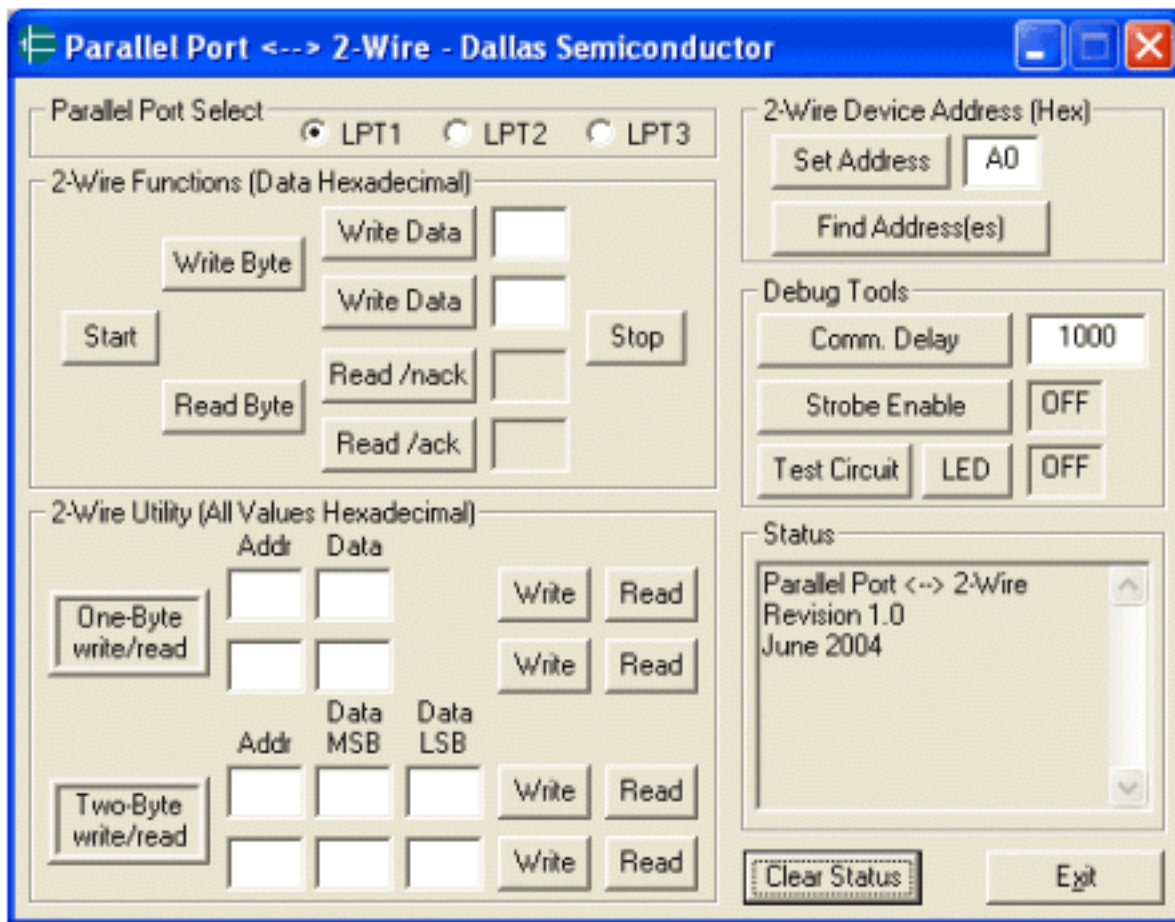 Parallel Port <--> 2-Wire - Dallas Semiconductor
Parallel Port Select
LPT1 LPT2 LPT3
2-Wire Functions (Data Hexadecimal)
Write Data
Write Byte
Write Data
Start
Stop
Read /nack
Read Byte
Read /ack
2-Wire Utility (All Values Hexadecimal)
Addr Data
One-Byte
write/read
Write Read
Write Read
Data Data
Addr MSB LSB
Two-Byte
write/read
Write Read
Write Read
2-Wire Device Address (Hex)
Set Address A0
Find Address(es)
Debug Tools
Comm. Delay 1000
Strobe Enable OFF
Test Circuit LED OFF
Status
Parallel Port <--> 2-Wire
Revision 1.0
June 2004
Clear Status Exit